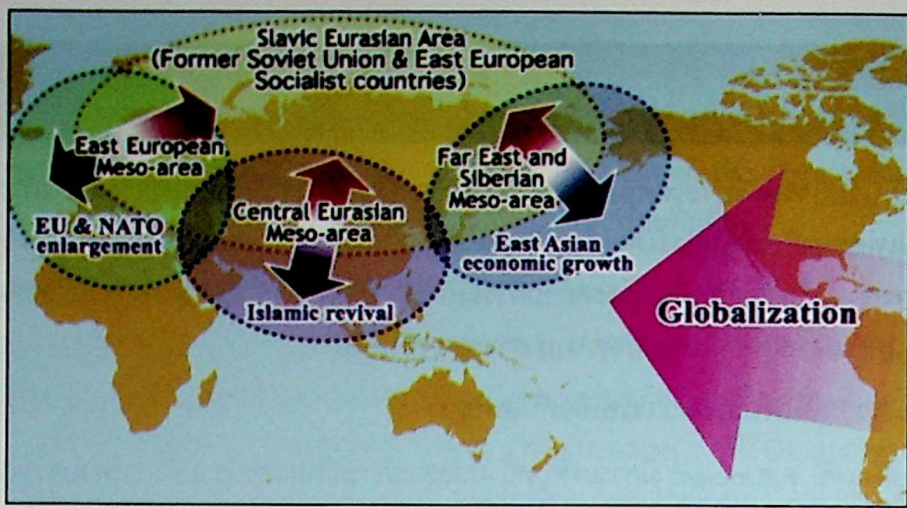 Slavic Eurasian Area
(Former Soviet Union & East European
Socialist countries)
East European
Meso-area
EU & NATO
enlargement
Central Eurasian
Meso-area
Islamic revival
Far East and
Siberian
Meso-area
East Asian
economic growth
Globalization